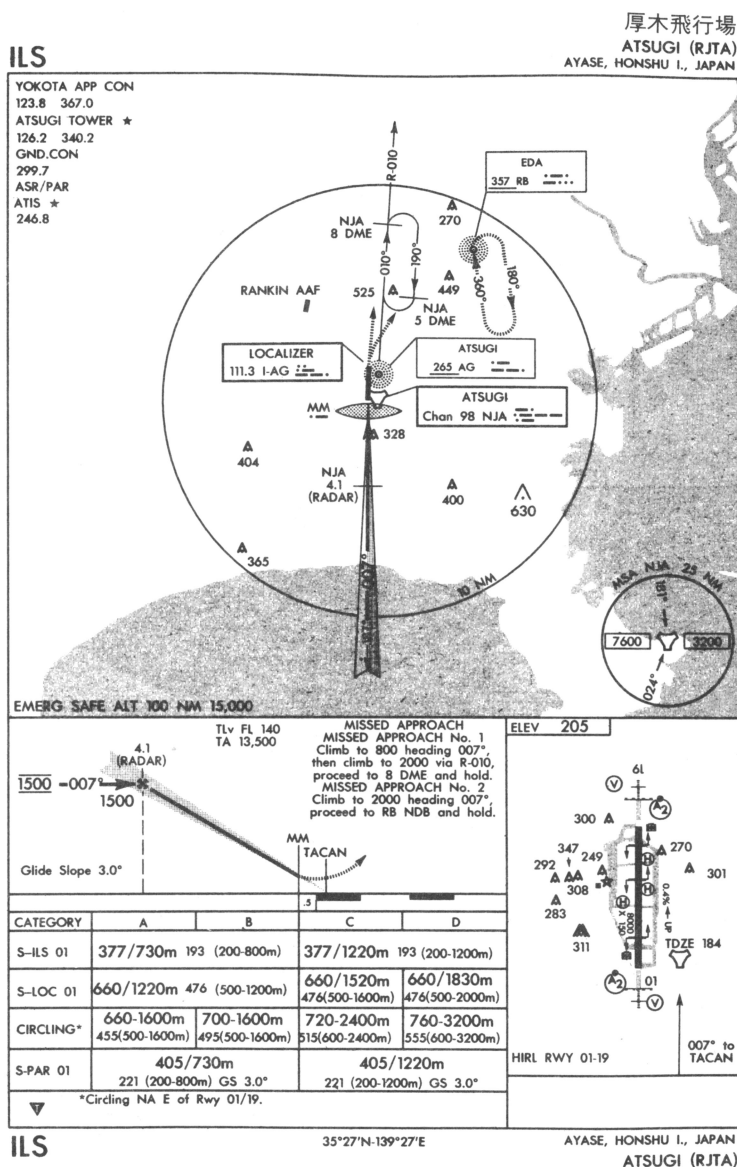 厚木飛行場
ILS
ATSUGI (RJTA)
AYASE, HONSHU I., JAPAN
YOKOTA APP CON
123.8 367.0
ATSUGI TOWER ★
126.2 340.2
GND.CON
299.7
ASR/PAR
ATIS ★
246.8
R-010
EDA
357 RB
270
NJA
8 DME
010°
190°
360°
180°
RANKIN AAF
525
449
NJA
5 DME
LOCALIZER
111.3 I-AG
ATSUGI
265 AG
ATSUGI
Chan 98 NJA
MM
328
404
NJA
4.1
(RADAR)
400
630
365
007°
10 NM
MSA NJA 25 NM
181°
7600
3200
024°
EMERG SAFE ALT 100 NM 15,000
TLv FL 140
TA 13,500
MISSED APPROACH
MISSED APPROACH No. 1
Climb to 800 heading 007°,
then climb to 2000 via R-010,
proceed to 8 DME and hold.
MISSED APPROACH No. 2
Climb to 2000 heading 007°,
proceed to RB NDB and hold.
4.1
(RADAR)
1500 007°
1500
MM
TACAN
Glide Slope 3.0°
.5
ELEV 205
19
V
A2
300
347
249
270
292
308
301
283
H
H
H
8000 X 150
0.4% UP
311
TDZE 184
A2
01
V
HIRL RWY 01-19
007° to
TACAN
CATEGORY A B C D
S-ILS 01 377/730m 193 (200-800m) 377/1220m 193 (200-1200m)
S-LOC 01 660/1220m 476 (500-1200m) 660/1520m 476(500-1600m) 660/1830m 476(500-2000m)
CIRCLING* 660-1600m 455(500-1600m) 700-1600m 495(500-1600m) 720-2400m 515(600-2400m) 760-3200m 555(600-3200m)
S-PAR 01 405/730m 221 (200-800m) GS 3.0° 405/1220m 221 (200-1200m) GS 3.0°
*Circling NA E of Rwy 01/19.
T
ILS
35°27'N-139°27'E
AYASE, HONSHU I., JAPAN
ATSUGI (RJTA)